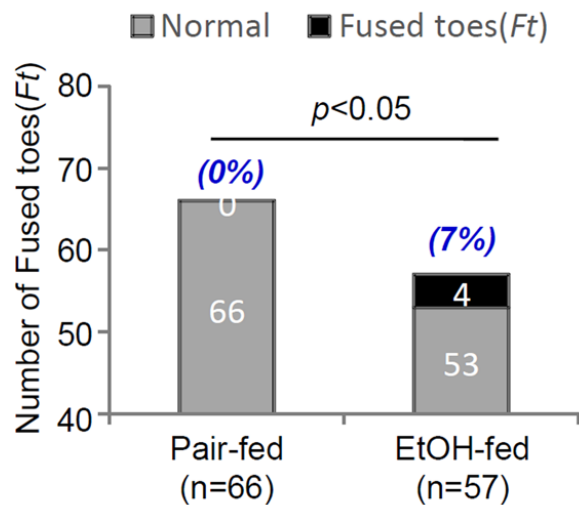 Normal Fused toes(Ft)
Number of Fused toes(Ft)
80
70
60
50
40
p<0.05
(0%)
0
66
(7%)
4
53
Pair-fed
(n=66)
EtOH-fed
(n=57)